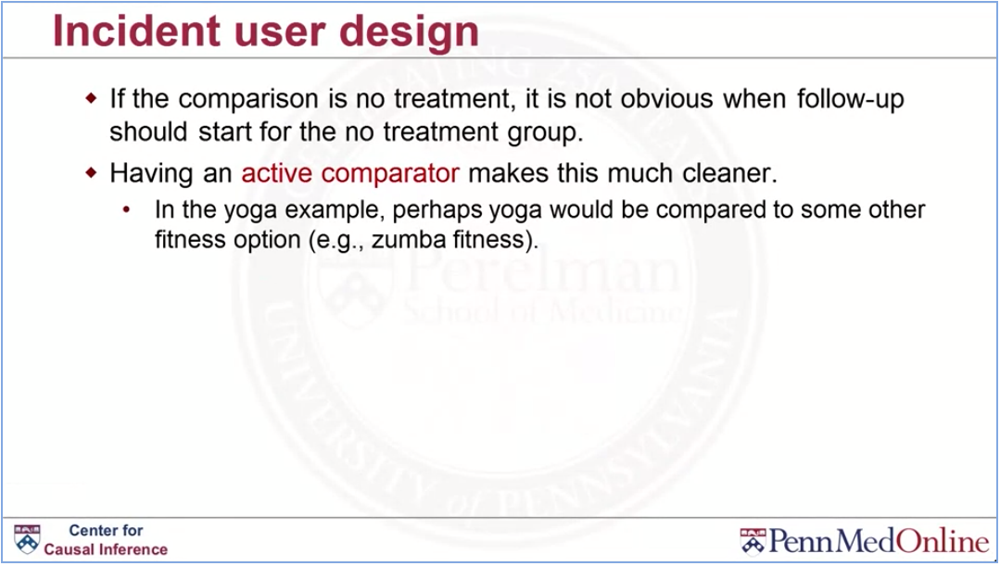 Incident user design
◆ If the comparison is no treatment, it is not obvious when follow-up
should start for the no treatment group.
◆ Having an active comparator makes this much cleaner.
• In the yoga example, perhaps yoga would be compared to some other
fitness option (e.g., zumba fitness).
Perelman
School of Medicine
UNIVERSITY of PENNSYLVANIA
Center for
Causal Inference
PennMedOnline